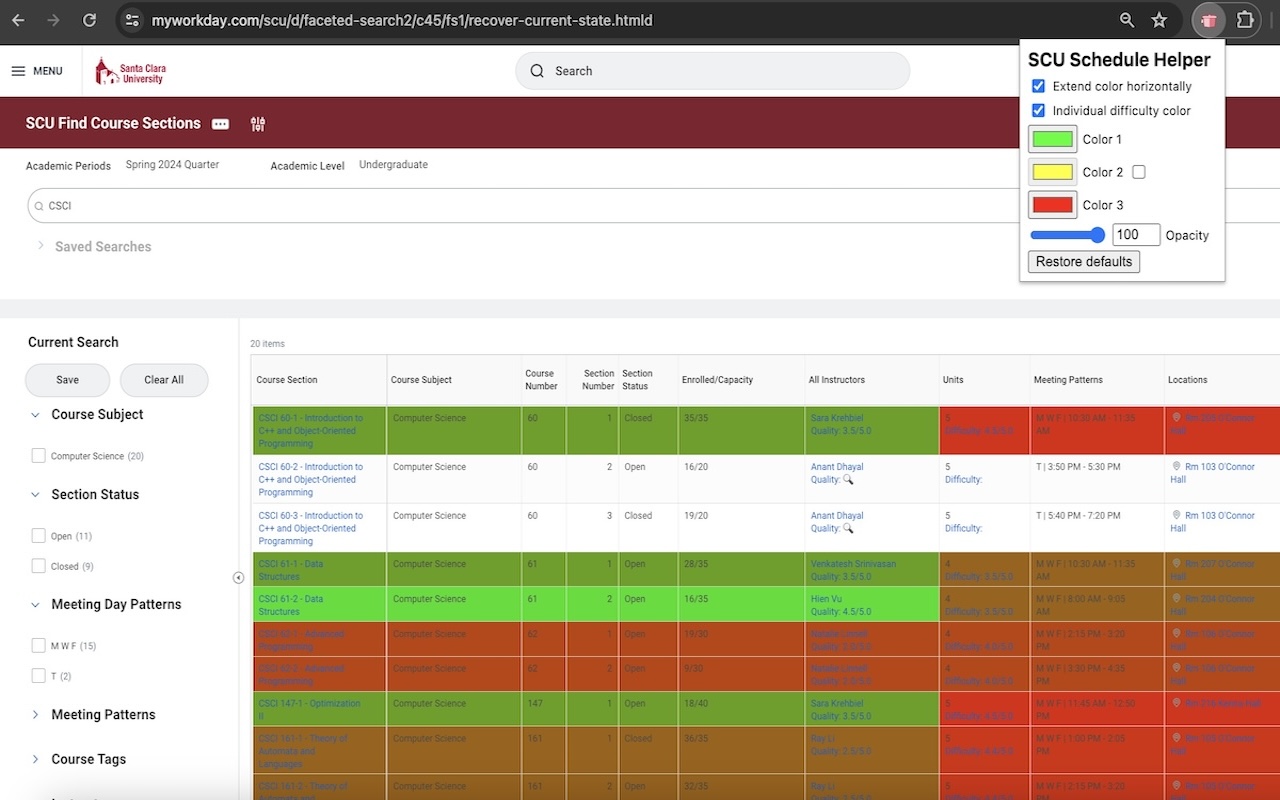 myworkday.com/scu/d/faceted-search2/c45/fs1/recover-current-state.htmld
MENU
Santa Clara
University
Search
SCU Schedule Helper
Extend color horizontally
Individual difficulty color
Color 1
Color 2
Color 3
100 Opacity
Restore defaults
SCU Find Course Sections
Academic Periods Spring 2024 Quarter Academic Level Undergraduate
CSCI
Saved Searches
Current Search
Save Clear All
Course Subject
Computer Science (20)
Section Status
Open (11)
Closed (9)
Meeting Day Patterns
M W F (15)
T (2)
Meeting Patterns
Course Tags
20 items
Course Section Course Subject Course Number Section Number Section Status Enrolled/Capacity All Instructors Units Meeting Patterns Locations
CSCI 60-1 - Introduction to Computer Science 60 1 Closed 35/35 Sara Krehbiel 5 M W F | 10:30 AM - 11:35 Rm 205 O'Connor
C++ and Object-Oriented Quality: 3.5/5.0 Difficulty: 4.5/5.0 AM Hall
Programming
CSCI 60-2 - Introduction to Computer Science 60 2 Open 16/20 Anant Dhayal 5 T | 3:50 PM - 5:30 PM Rm 103 O'Connor
C++ and Object-Oriented Quality: Difficulty: Hall
Programming
CSCI 60-3 - Introduction to Computer Science 60 3 Closed 19/20 Anant Dhayal 5 T | 5:40 PM - 7:20 PM Rm 103 O'Connor
C++ and Object-Oriented Quality: Difficulty: Hall
Programming
CSCI 61-1 - Data Computer Science 61 1 Open 28/35 Venkatesh Srinivasan 4 M W F | 10:30 AM - 11:35 Rm 207 O'Connor
Structures Quality: 3.5/5.0 Difficulty: 3.5/5.0 AM Hall
CSCI 61-2 - Data Computer Science 61 2 Open 16/35 Hien Vu 4 M W F | 8:00 AM - 9:05 Rm 204 O'Connor
Structures Quality: 4.5/5.0 Difficulty: 3.5/5.0 AM Hall
CSCI 62-1 - Advanced Computer Science 62 1 Open 19/30 Natalie Linnell 4 M W F | 2:15 PM - 3:20 Rm 106 O'Connor
Programming Quality: 2.0/5.0 Difficulty: 4.0/5.0 PM Hall
CSCI 62-2 - Advanced Computer Science 62 2 Open 9/30 Natalie Linnell 4 M W F | 3:30 PM - 4:35 Rm 106 O'Connor
Programming Quality: 2.0/5.0 Difficulty: 4.0/5.0 PM Hall
CSCI 147-1 - Optimization Computer Science 147 1 Open 18/40 Sara Krehbiel 5 M W F | 11:45 AM - 12:50
II Quality: 3.5/5.0 Difficulty: 4.5/5.0 PM
CSCI 161-1 - Theory of Computer Science 161 1 Closed 36/35 Ray Li 5 M W F | 1:00 PM - 2:05 O'Connor
Automata and Quality: 2.5/5.0 PM Hall
Languages
CSCI 161-2 - Theory of Computer Science 161 2 Open 32/35 Ray Li 5 M W F | 2:15 PM - 3:20 O'Connor